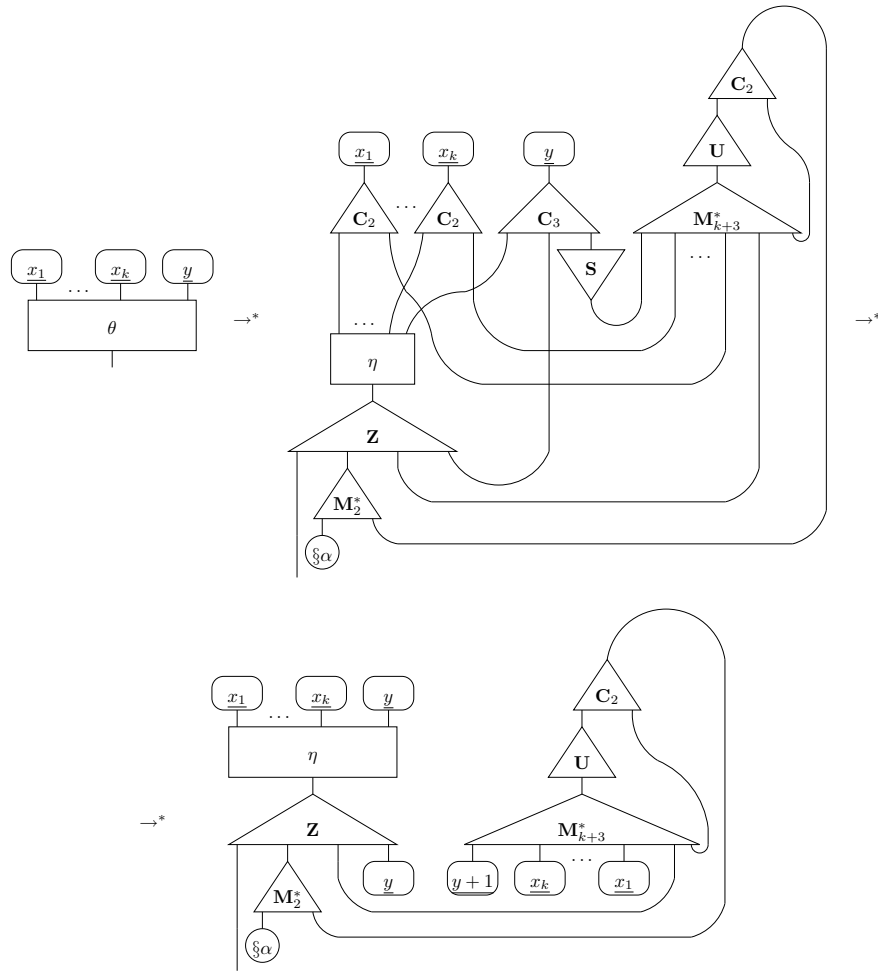 C₂
U
x₁ xₖ y
C₂ … C₂ C₃ M*ₖ₊₃
x₁ … xₖ y
S …
θ →* … →*
η
Z
M*₂
§α
C₂
x₁ … xₖ y
U
η
→* Z M*ₖ₊₃
y y + 1 xₖ … x₁
M*₂
§α